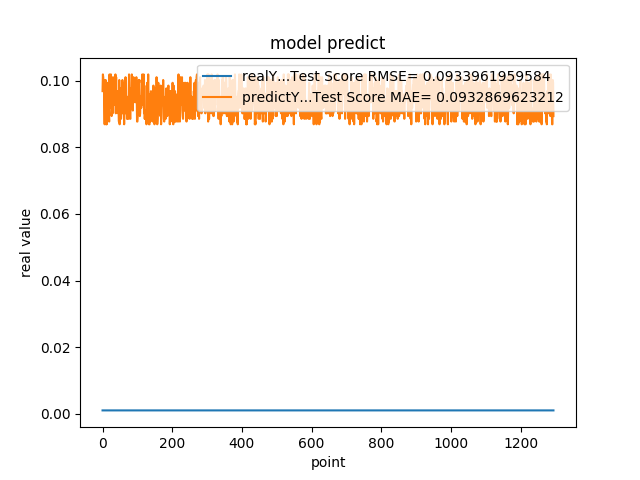 model predict
realY...Test Score RMSE= 0.0933961959584
predictY...Test Score MAE= 0.0932869623212
0.10
0.08
0.06
0.04
0.02
0.00
real value
0 200 400 600 800 1000 1200
point